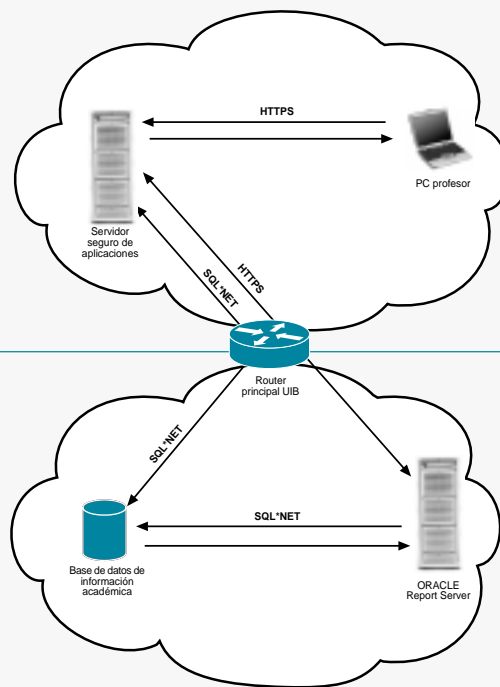 HTTPS
PC profesor
Servidor
seguro de
aplicaciones
HTTPS
SQL*NET
Router
principal UIB
SQL*NET
SQL*NET
Base de datos de
información
académica
ORACLE
Report Server